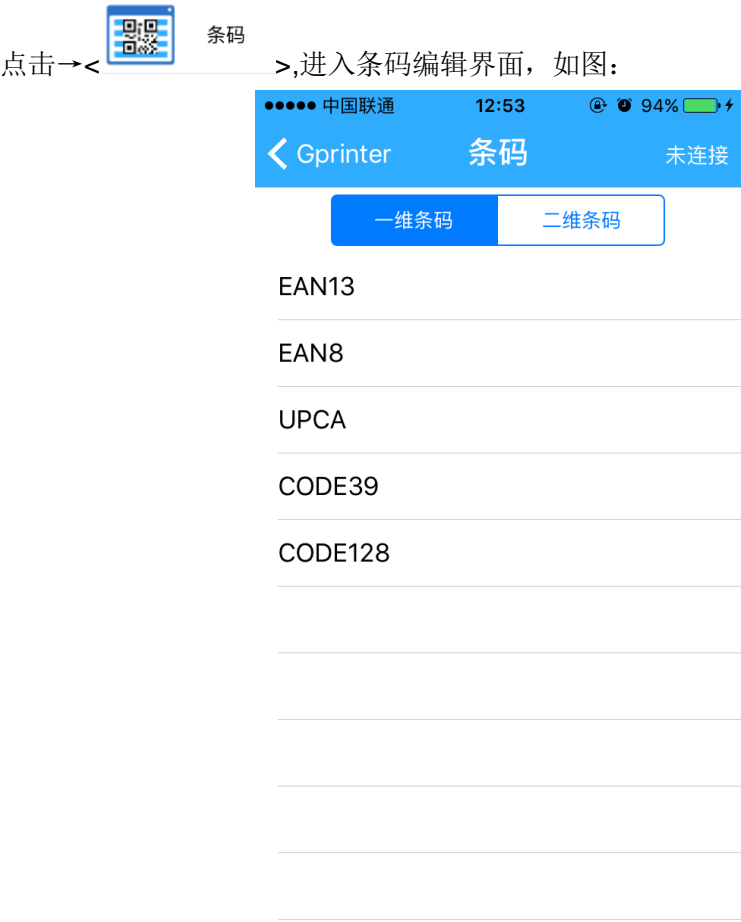 条码
点击→< >,进入条码编辑界面，如图：
●●●●● 中国联通 12:53 94%
Gprinter 条码 未连接
一维条码 二维条码
EAN13
EAN8
UPCA
CODE39
CODE128